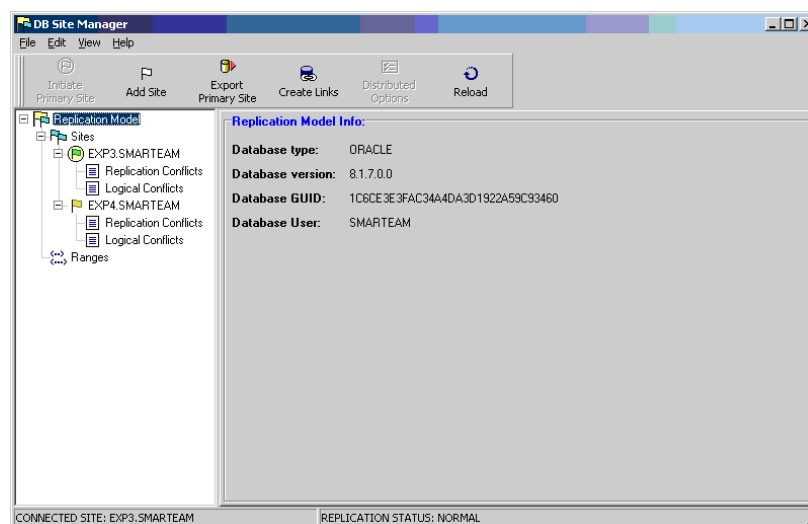 DB Site Manager
File Edit View Help
Initiate Primary Site
Add Site
Export Primary Site
Create Links
Distributed Options
Reload
Replication Model
Sites
EXP3.SMARTEAM
Replication Conflicts
Logical Conflicts
EXP4.SMARTEAM
Replication Conflicts
Logical Conflicts
Ranges
Replication Model Info:
Database type: ORACLE
Database version: 8.1.7.0.0
Database GUID: 1C6CE3E3FAC34A4DA3D1922A59C93460
Database User: SMARTEAM
CONNECTED SITE: EXP3.SMARTEAM
REPLICATION STATUS: NORMAL